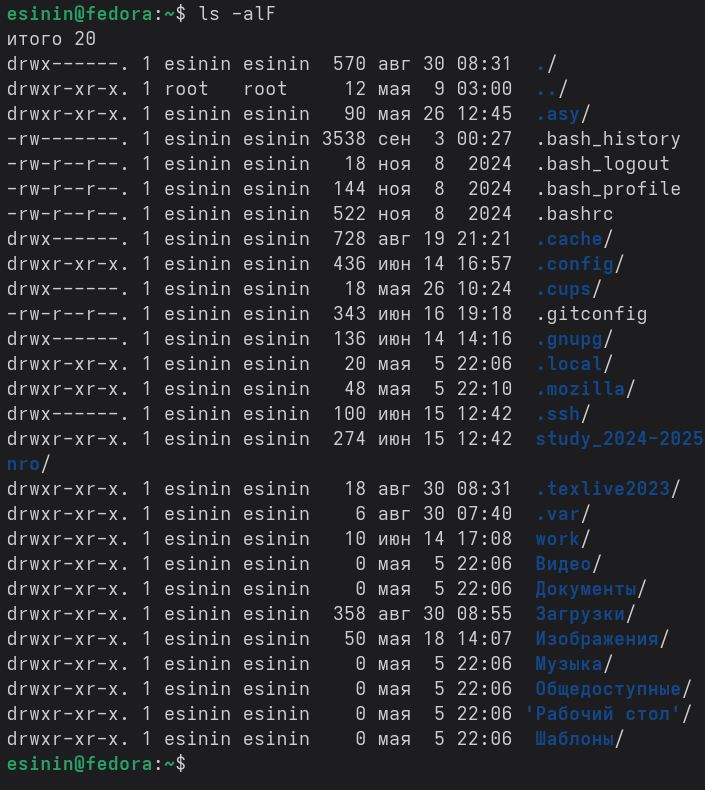 esinin@fedora:~$ ls -alF
итого 20
drwx------. 1 esinin esinin  570 авг 30 08:31  ./
drwxr-xr-x. 1 root   root     12 мая  9 03:00  ../
drwxr-xr-x. 1 esinin esinin   90 мая 26 12:45  .asy/
-rw-------. 1 esinin esinin 3538 сен  3 00:27  .bash_history
-rw-r--r--. 1 esinin esinin   18 ноя  8  2024  .bash_logout
-rw-r--r--. 1 esinin esinin  144 ноя  8  2024  .bash_profile
-rw-r--r--. 1 esinin esinin  522 ноя  8  2024  .bashrc
drwx------. 1 esinin esinin  728 авг 19 21:21  .cache/
drwxr-xr-x. 1 esinin esinin  436 июн 14 16:57  .config/
drwx------. 1 esinin esinin   18 мая 26 10:24  .cups/
-rw-r--r--. 1 esinin esinin  343 июн 16 19:18  .gitconfig
drwx------. 1 esinin esinin  136 июн 14 14:16  .gnupg/
drwxr-xr-x. 1 esinin esinin   20 мая  5 22:06  .local/
drwxr-xr-x. 1 esinin esinin   48 мая  5 22:10  .mozilla/
drwx------. 1 esinin esinin  100 июн 15 12:42  .ssh/
drwxr-xr-x. 1 esinin esinin  274 июн 15 12:42  study_2024-2025
nro/
drwxr-xr-x. 1 esinin esinin   18 авг 30 08:31  .texlive2023/
drwxr-xr-x. 1 esinin esinin    6 авг 30 07:40  .var/
drwxr-xr-x. 1 esinin esinin   10 июн 14 17:08  work/
drwxr-xr-x. 1 esinin esinin    0 мая  5 22:06  Видео/
drwxr-xr-x. 1 esinin esinin    0 мая  5 22:06  Документы/
drwxr-xr-x. 1 esinin esinin  358 авг 30 08:55  Загрузки/
drwxr-xr-x. 1 esinin esinin   50 мая 18 14:07  Изображения/
drwxr-xr-x. 1 esinin esinin    0 мая  5 22:06  Музыка/
drwxr-xr-x. 1 esinin esinin    0 мая  5 22:06  Общедоступные/
drwxr-xr-x. 1 esinin esinin    0 мая  5 22:06 'Рабочий стол'/
drwxr-xr-x. 1 esinin esinin    0 мая  5 22:06  Шаблоны/
esinin@fedora:~$